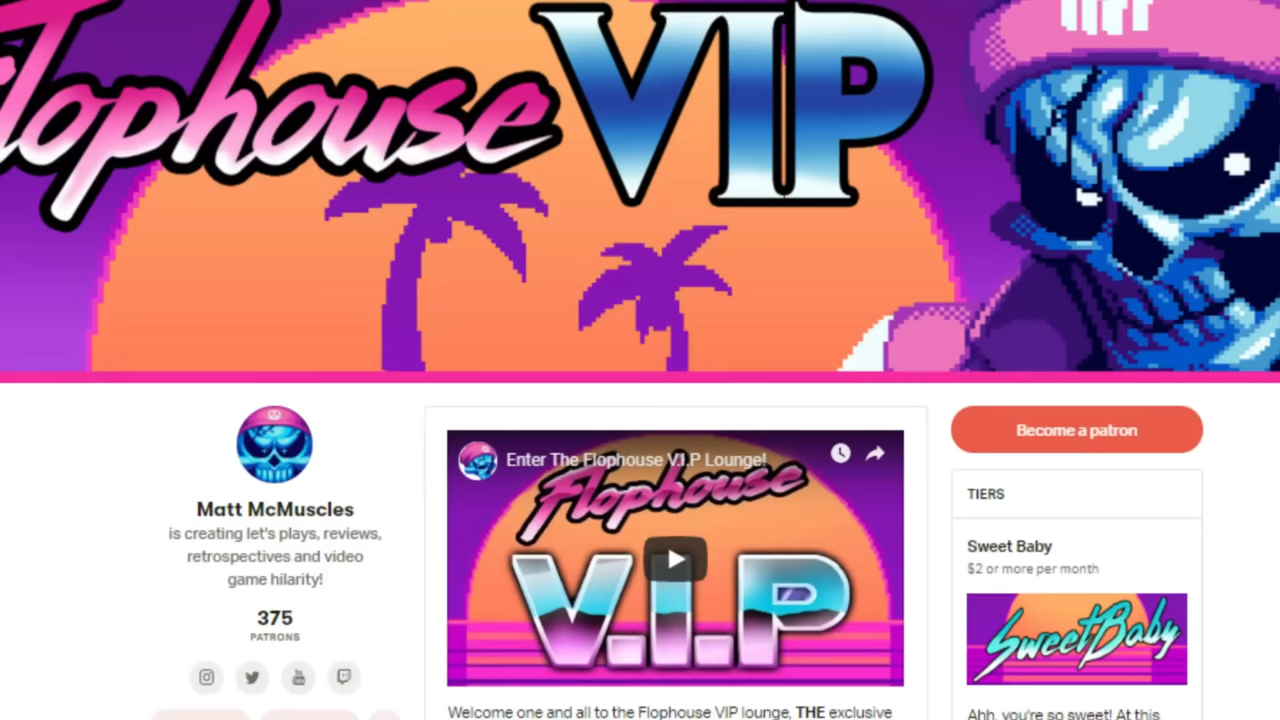 Flophouse VIP
Become a patron
Enter The Flophouse V.I.P Lounge!
Flophouse
V.I.P
TIERS
Matt McMuscles
is creating let's plays, reviews,
retrospectives and video
game hilarity!
Sweet Baby
$2 or more per month
375
PATRONS
SweetBaby
Welcome one and all to the Flophouse VIP lounge, THE exclusive
Ahh, you're so sweet! At this